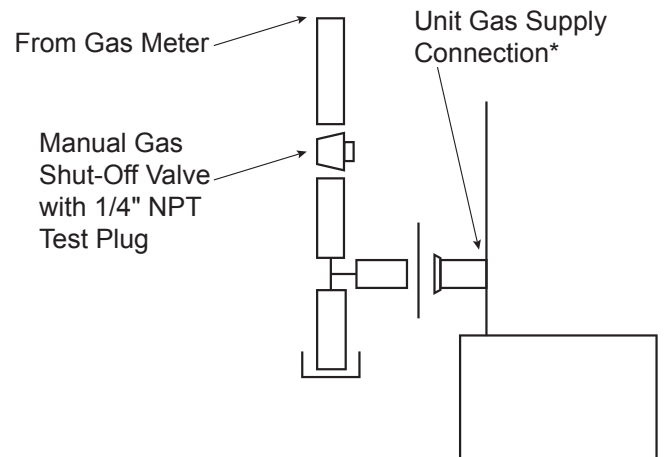 From Gas Meter
Unit Gas Supply
Connection*
Manual Gas
Shut-Off Valve
with 1/4" NPT
Test Plug